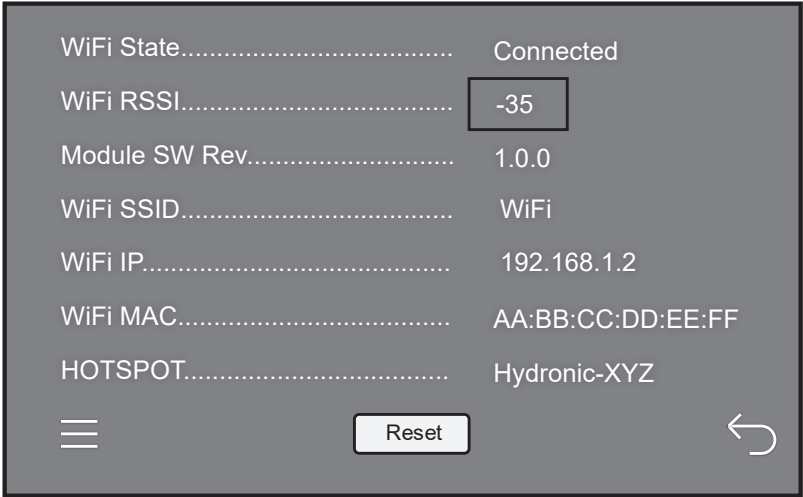 WiFi State..................................... Connected
WiFi RSSI..................................... -35
Module SW Rev............................ 1.0.0
WiFi SSID..................................... WiFi
WiFi IP.......................................... 192.168.1.2
WiFi MAC..................................... AA:BB:CC:DD:EE:FF
HOTSPOT.................................... Hydronic-XYZ
Reset